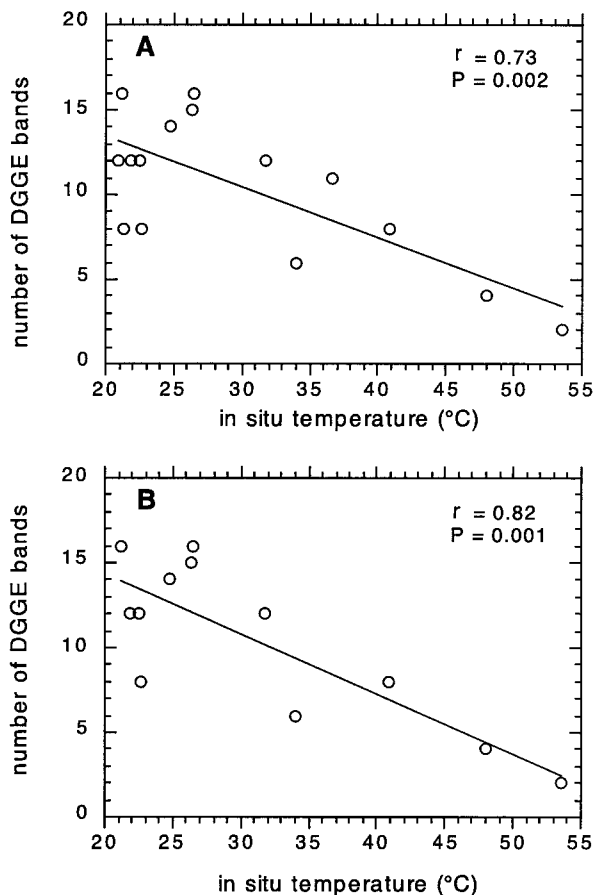 A
r = 0.73
P = 0.002
number of DGGE bands
20
15
10
5
0
20 25 30 35 40 45 50 55
in situ temperature (°C)
B
r = 0.82
P = 0.001
number of DGGE bands
20
15
10
5
0
20 25 30 35 40 45 50 55
in situ temperature (°C)